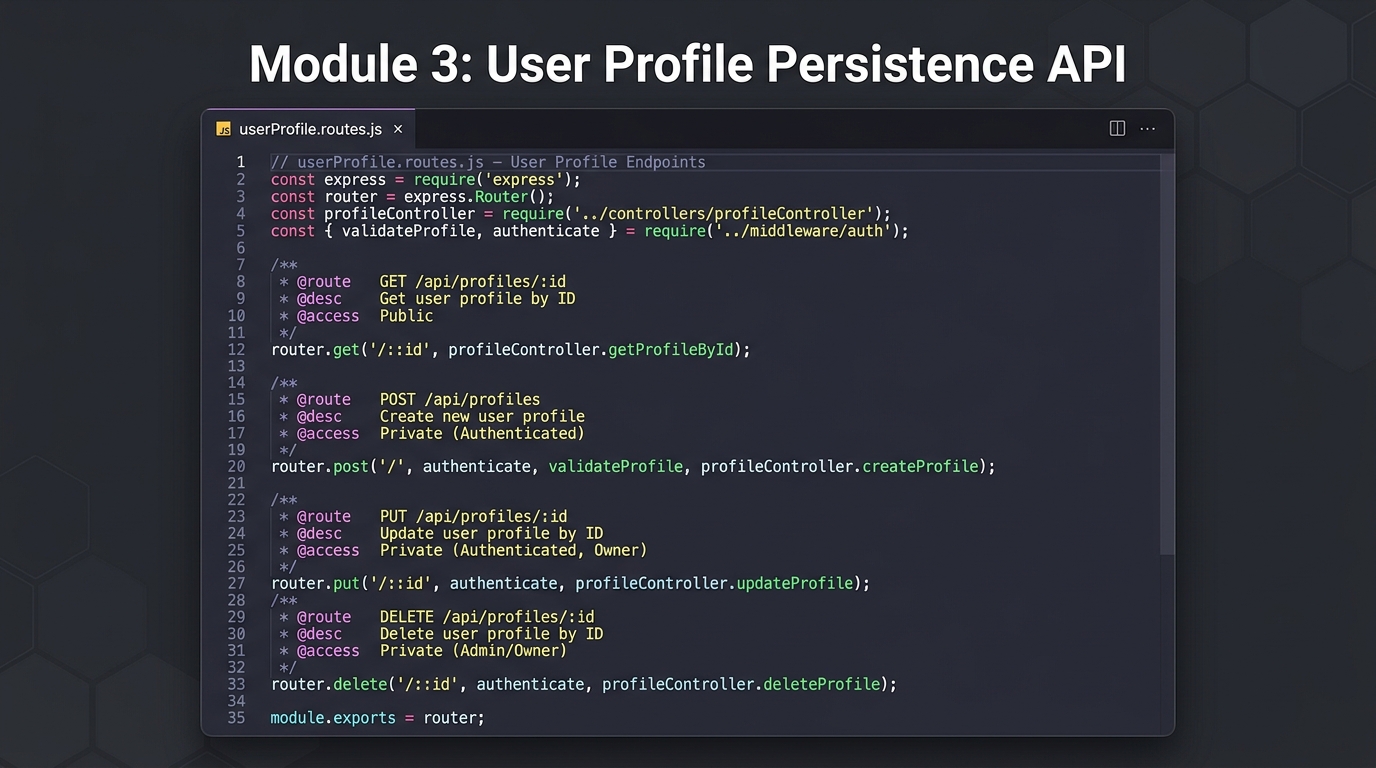 Module 3: User Profile Persistence API
JS userProfile.routes.js ×
1 // userProfile.routes.js – User Profile Endpoints
2 const express = require('express');
3 const router = express.Router();
4 const profileController = require('../controllers/profileController');
5 const { validateProfile, authenticate } = require('../middleware/auth');
6
7 /**
8 * @route GET /api/profiles/:id
9 * @desc Get user profile by ID
10 * @access Public
11 */
12 router.get('/::id', profileController.getProfileById);
13
14 /**
15 * @route POST /api/profiles
16 * @desc Create new user profile
17 * @access Private (Authenticated)
19 */
20 router.post('/', authenticate, validateProfile, profileController.createProfile);
21
22 /**
23 * @route PUT /api/profiles/:id
24 * @desc Update user profile by ID
25 * @access Private (Authenticated, Owner)
26 */
27 router.put('/::id', authenticate, profileController.updateProfile);
28 /**
29 * @route DELETE /api/profiles/:id
30 * @desc Delete user profile by ID
31 * @access Private (Admin/Owner)
32 */
33 router.delete('/::id', authenticate, profileController.deleteProfile);
34
35 module.exports = router;